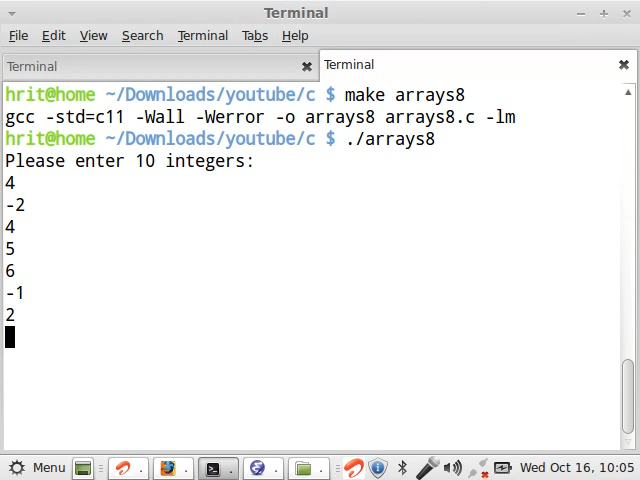 Terminal
File Edit View Search Terminal Tabs Help
Terminal
Terminal
hrit@home ~/Downloads/youtube/c $ make arrays8
gcc -std=c11 -Wall -Werror -o arrays8 arrays8.c -lm
hrit@home ~/Downloads/youtube/c $ ./arrays8
Please enter 10 integers:
4
-2
4
5
6
-1
2
Menu
Wed Oct 16, 10:05